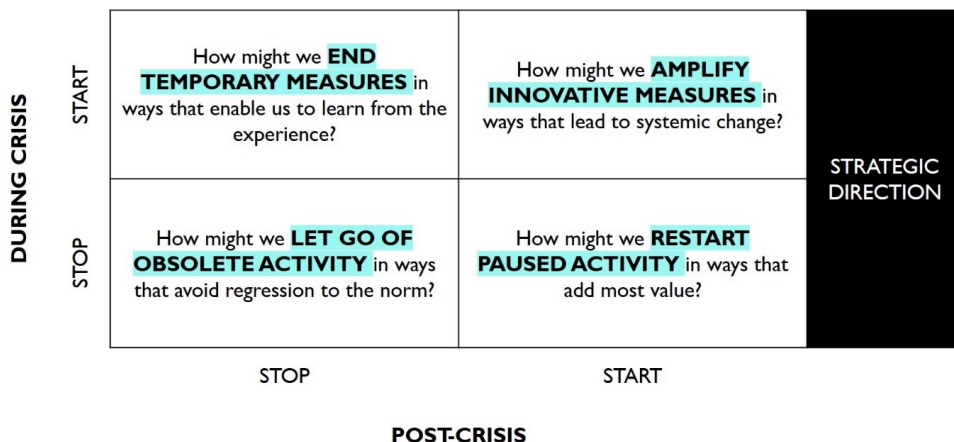 DURING CRISIS
START
How might we END
TEMPORARY MEASURES in
ways that enable us to learn from the
experience?
How might we AMPLIFY
INNOVATIVE MEASURES in
ways that lead to systemic change?
STRATEGIC
DIRECTION
STOP
How might we LET GO OF
OBSOLETE ACTIVITY in ways
that avoid regression to the norm?
How might we RESTART
PAUSED ACTIVITY in ways that
add most value?
STOP
START
POST-CRISIS